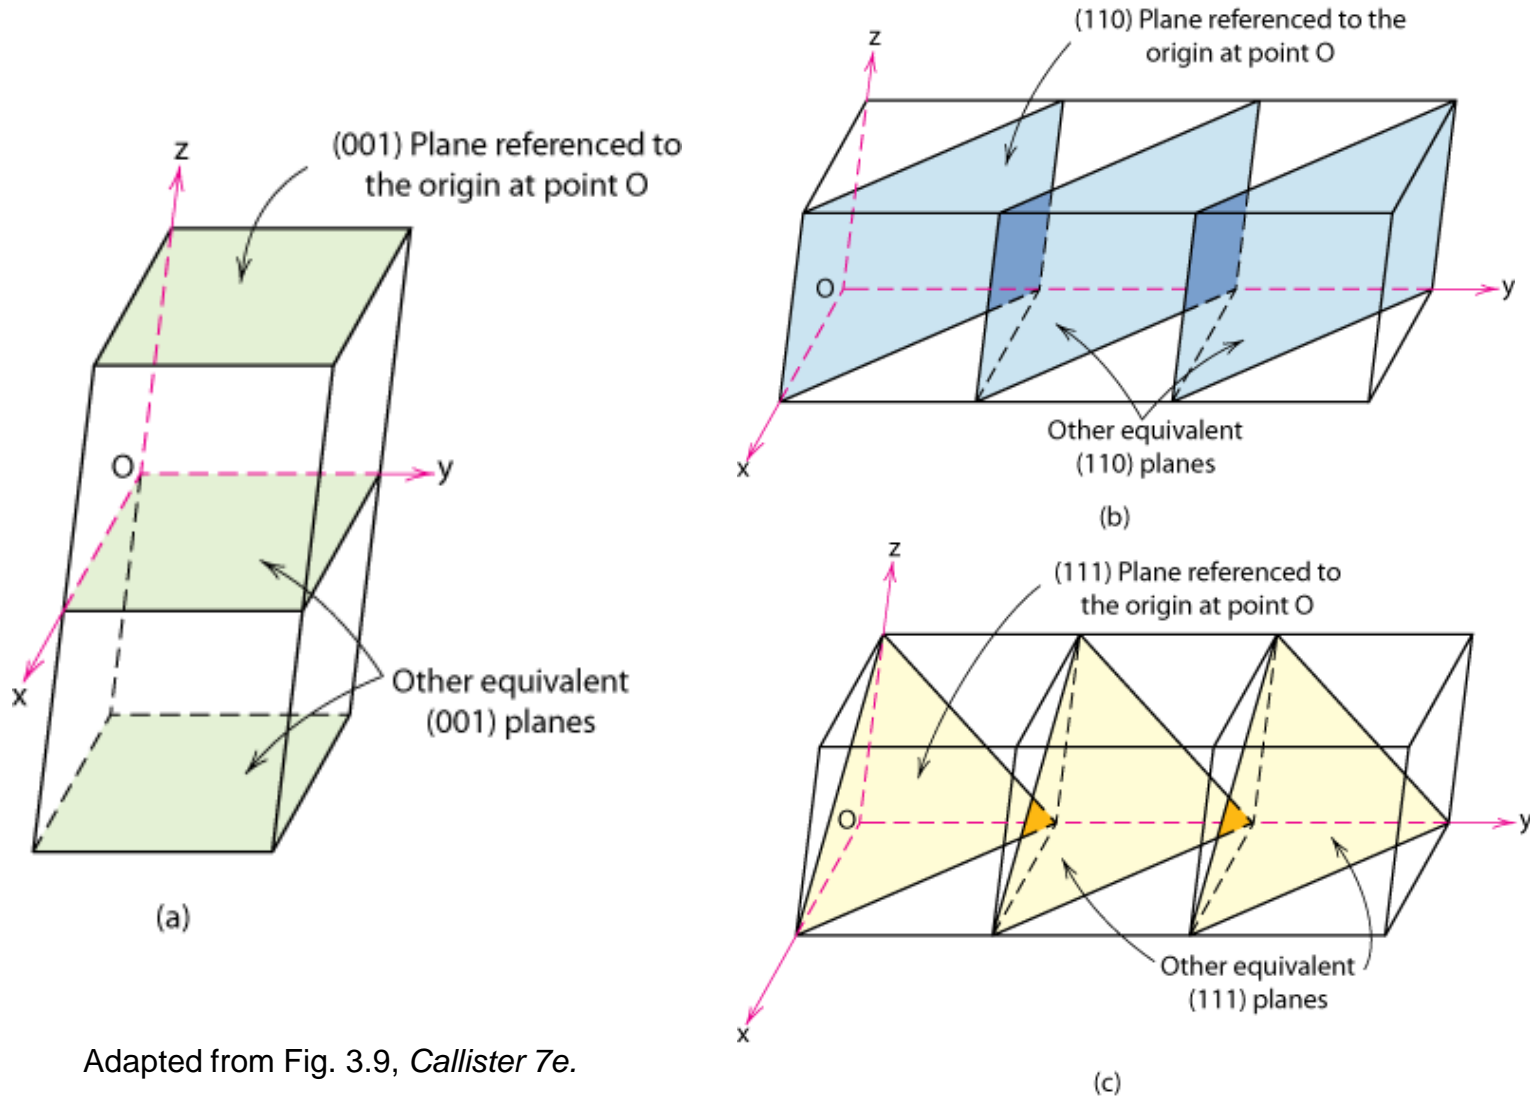 (001) Plane referenced to
the origin at point O
z
O
y
x
Other equivalent
(001) planes
(a)
Adapted from Fig. 3.9, Callister 7e.
(110) Plane referenced to the
origin at point O
z
O
y
x
Other equivalent
(110) planes
(b)
(111) Plane referenced to
the origin at point O
z
O
y
x
Other equivalent
(111) planes
(c)